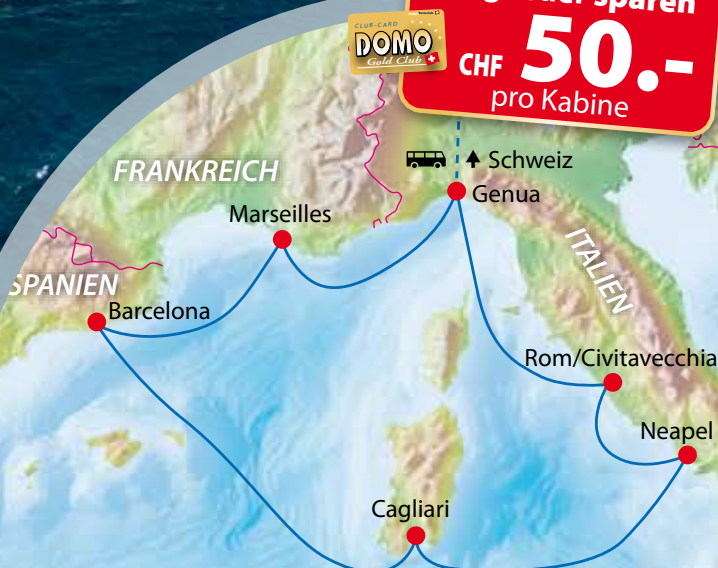 sparen
CHF 50.-
pro Kabine
CLUB-CARD
DOMO
Gold Club
FRANKREICH
Schweiz
Genua
Marseilles
ITALIEN
SPANIEN
Barcelona
Rom/Civitavecchia
Neapel
Cagliari